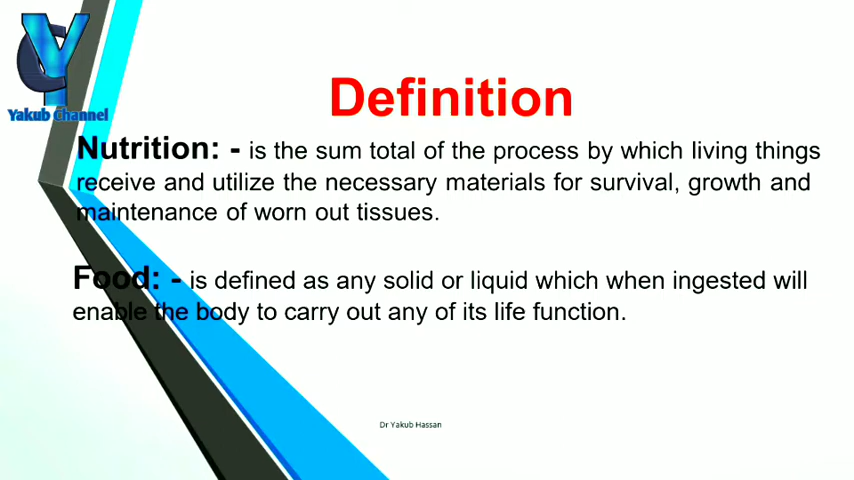 Yakub Channel
Definition
Nutrition: - is the sum total of the process by which living things
receive and utilize the necessary materials for survival, growth and
maintenance of worn out tissues.
Food: - is defined as any solid or liquid which when ingested will
enable the body to carry out any of its life function.
Dr Yakub Hassan